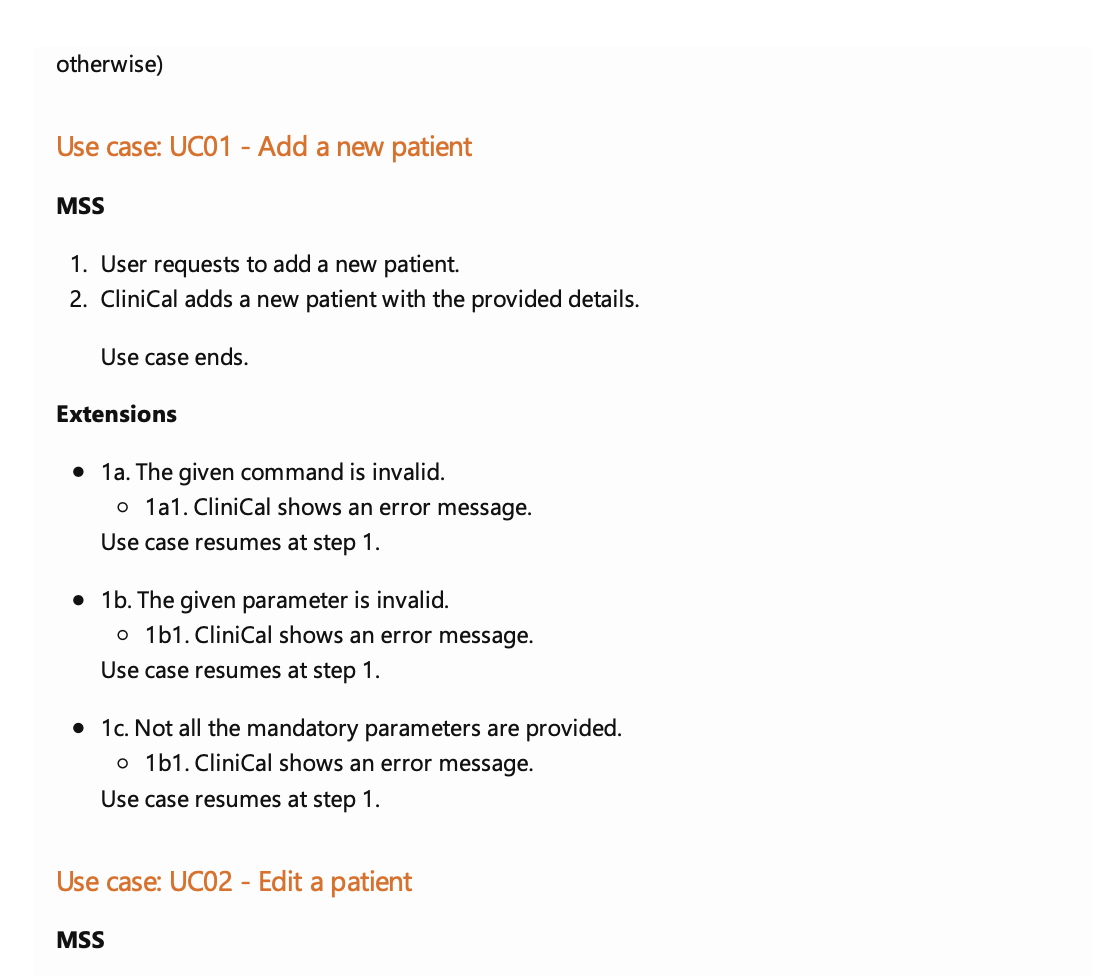 otherwise)
Use case: UC01 - Add a new patient
MSS
1. User requests to add a new patient.
2. CliniCal adds a new patient with the provided details.
Use case ends.
Extensions
• 1a. The given command is invalid.
○ 1a1. CliniCal shows an error message.
Use case resumes at step 1.
• 1b. The given parameter is invalid.
○ 1b1. CliniCal shows an error message.
Use case resumes at step 1.
• 1c. Not all the mandatory parameters are provided.
○ 1b1. CliniCal shows an error message.
Use case resumes at step 1.
Use case: UC02 - Edit a patient
MSS